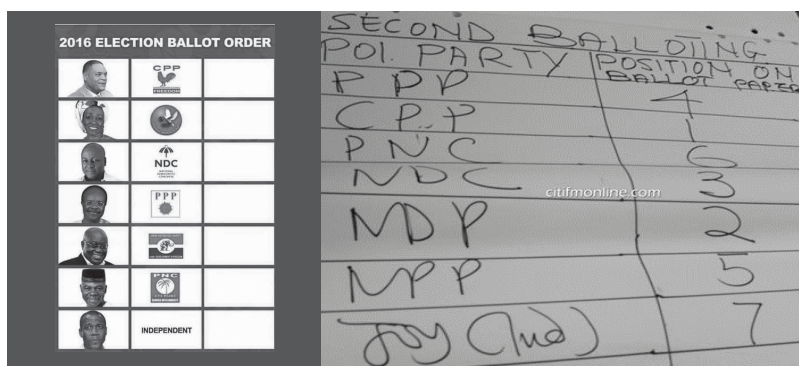 2016 ELECTION BALLOT ORDER
CPP
FREEDOM
NDC
PPP
PNC
INDEPENDENT
SECOND BALLOTING
POL. PARTY
POSITION ON
BALLOT PAPER
PPP 4
CPP 1
PNC 6
NDC 3
citifmonline.com
NDP 2
NPP 5
Joy (Ind) 7